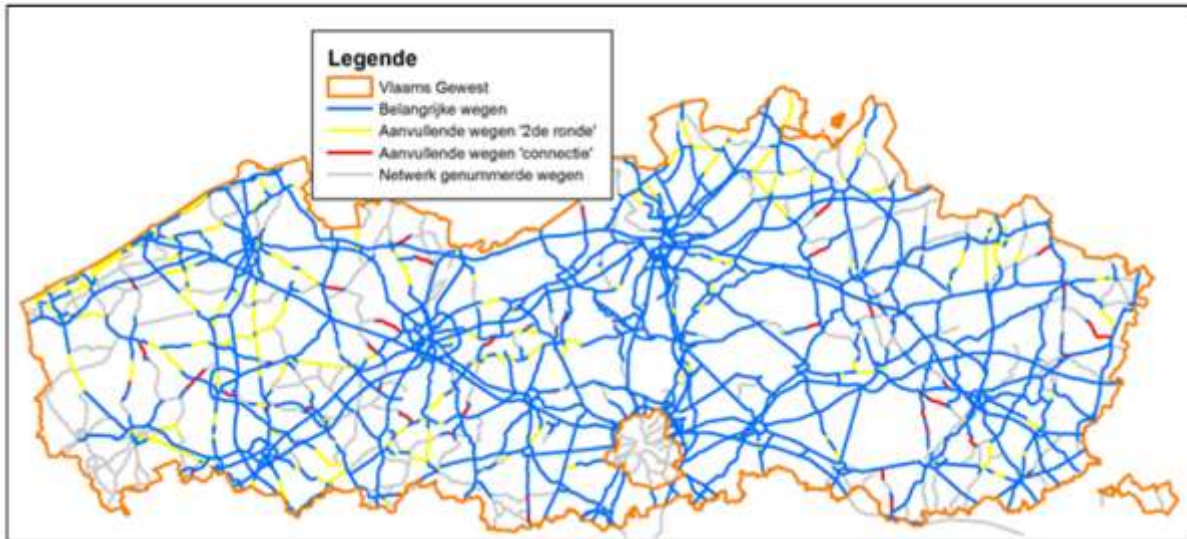 Legende
Vlaams Gewest
Belangrijke wegen
Aanvullende wegen '2de ronde'
Aanvullende wegen 'connectie'
Netwerk genummerde wegen